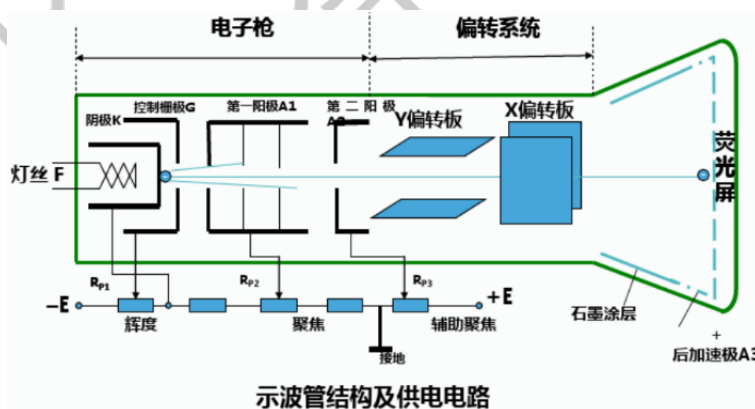 电子枪
偏转系统
阴极K
控制栅极G
第一阳极A1
第二阳极
A2
Y偏转板
X偏转板
灯丝 F
荧光屏
RP1
RP2
RP3
-E
+E
辉度
聚焦
辅助聚焦
接地
石墨涂层
+
后加速极A3
示波管结构及供电电路